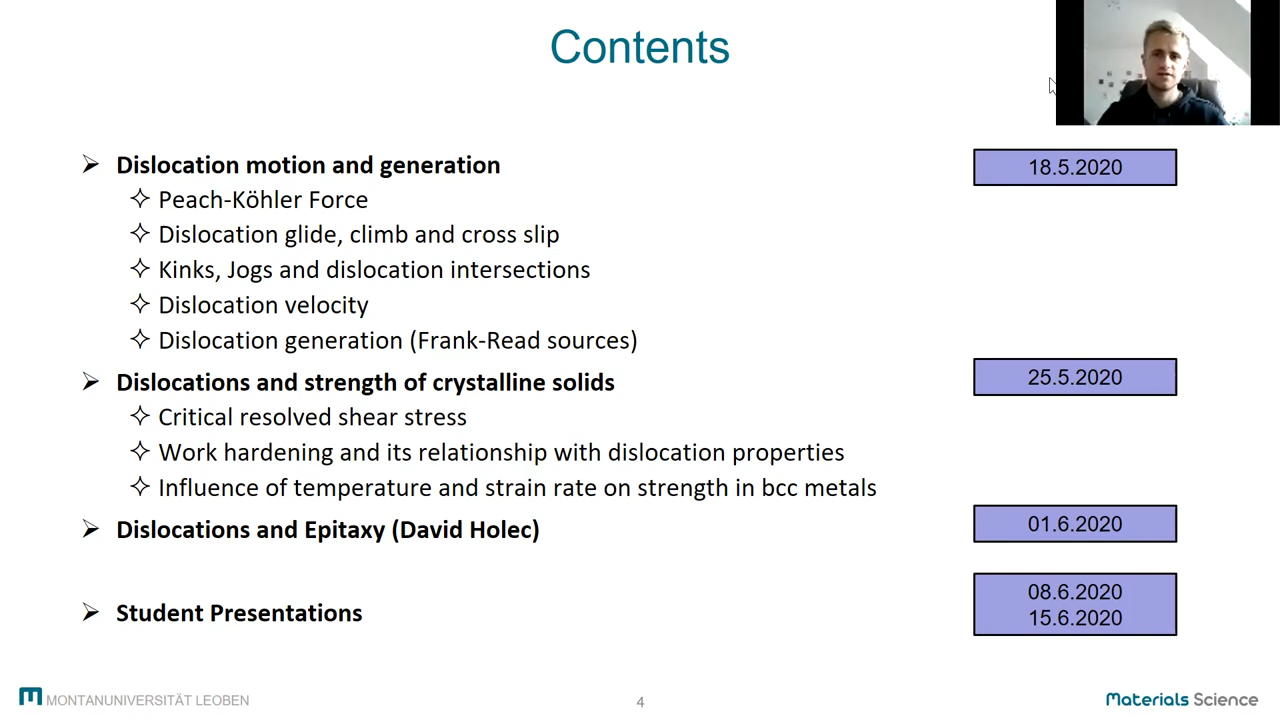 Contents
Dislocation motion and generation
18.5.2020
Peach-Köhler Force
Dislocation glide, climb and cross slip
Kinks, Jogs and dislocation intersections
Dislocation velocity
Dislocation generation (Frank-Read sources)
Dislocations and strength of crystalline solids
25.5.2020
Critical resolved shear stress
Work hardening and its relationship with dislocation properties
Influence of temperature and strain rate on strength in bcc metals
Dislocations and Epitaxy (David Holec)
01.6.2020
Student Presentations
08.6.2020
15.6.2020
MONTANUNIVERSITÄT LEOBEN
4
Materials Science